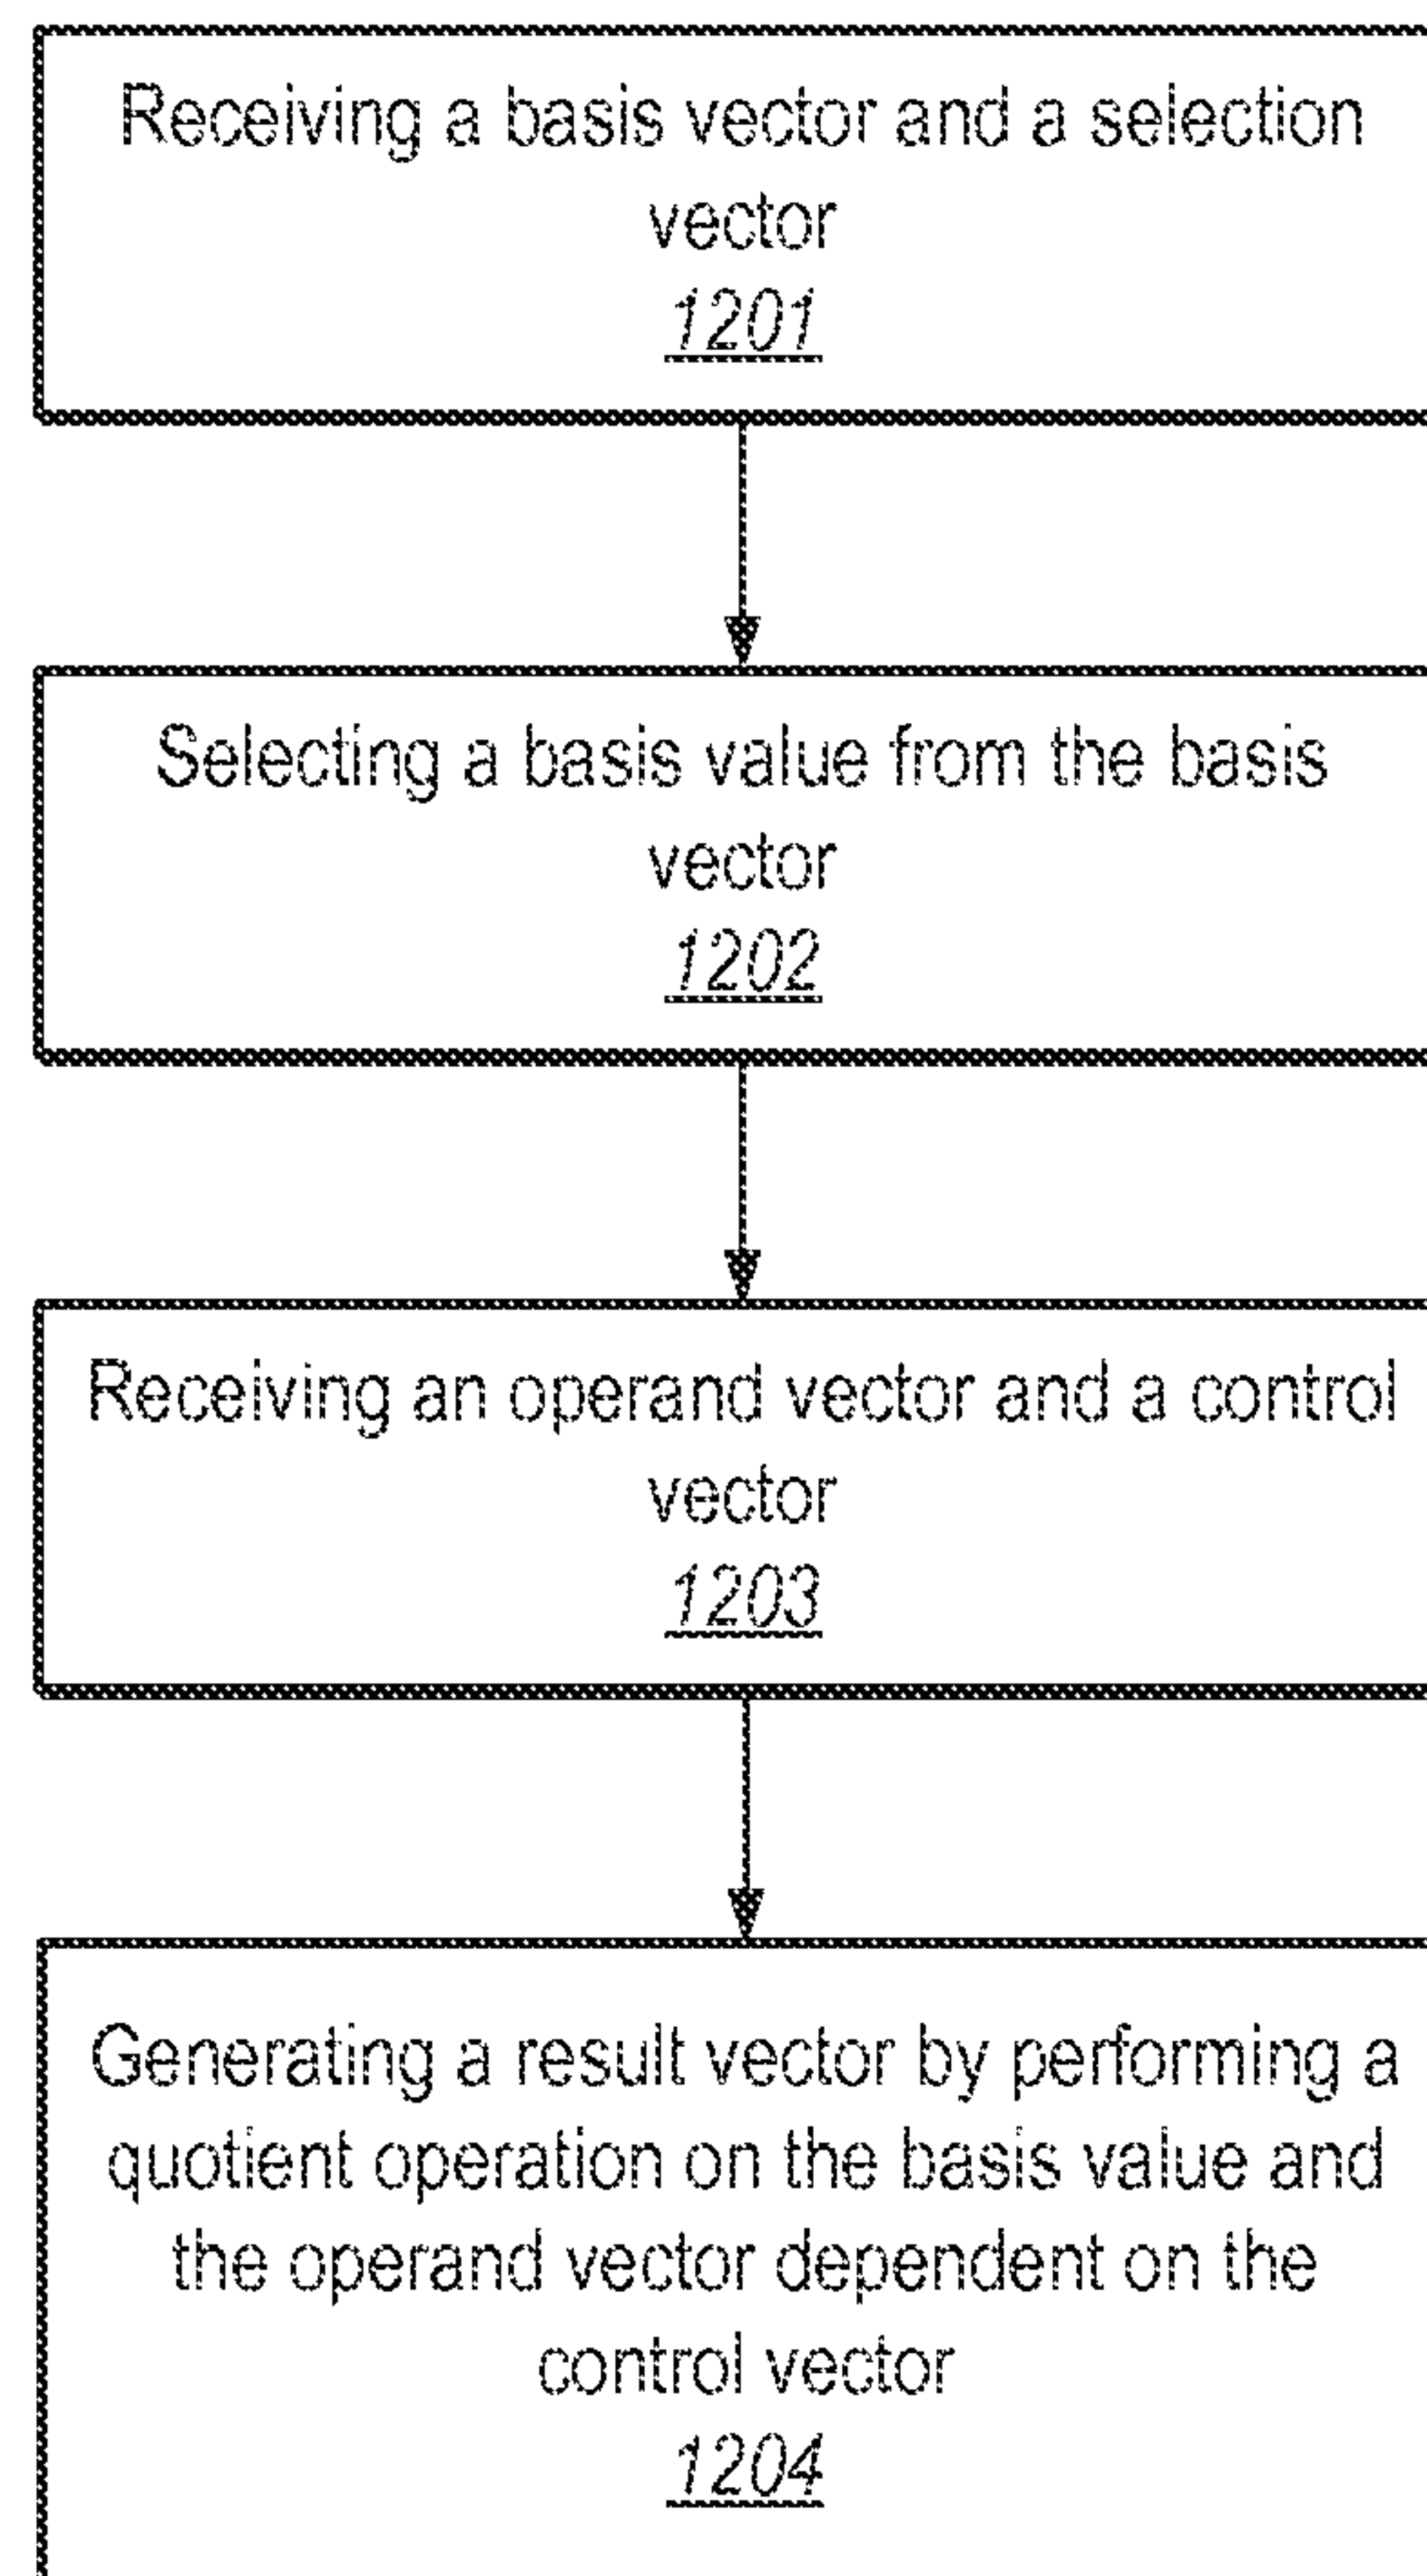 Receiving a basis vector and a selection
vector
1201
Selecting a basis value from the basis
vector
1202
Receiving an operand vector and a control
vector
1203
Generating a result vector by performing a
quotient operation on the basis value and
the operand vector dependent on the
control vector
1204